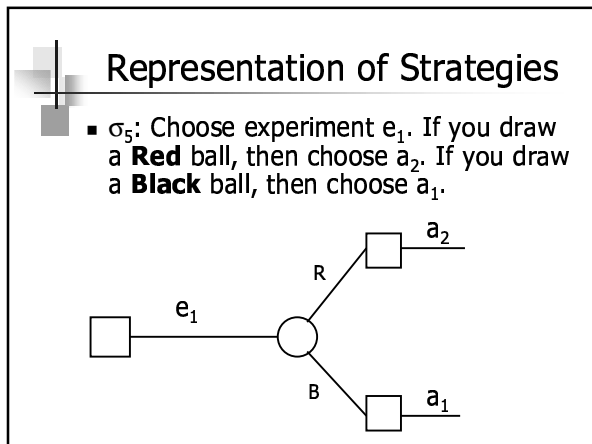 Representation of Strategies
▪ σ₅: Choose experiment e₁. If you draw
a Red ball, then choose a₂. If you draw
a Black ball, then choose a₁.
a₂
R
e₁
B
a₁